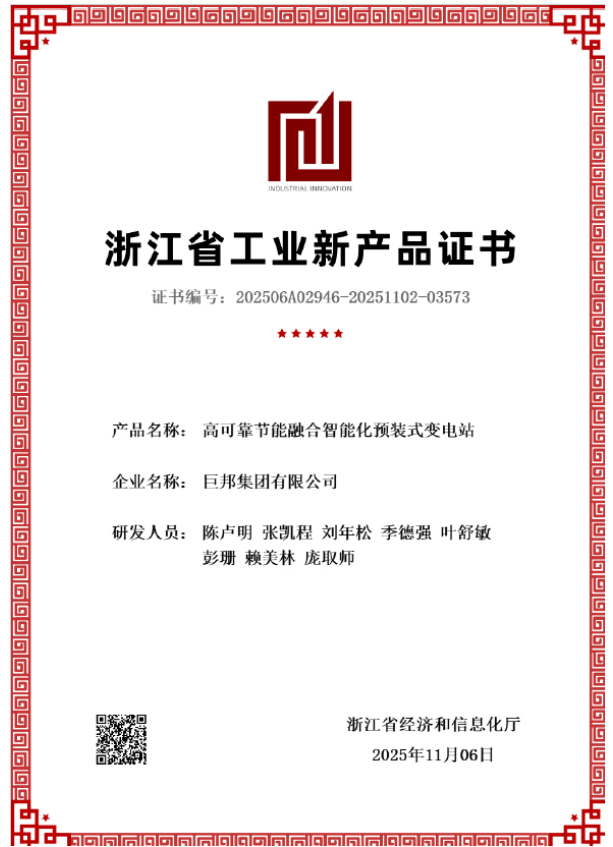 INDUSTRIAL INNOVATION
浙江省工业新产品证书
证书编号：202506A02946-20251102-03573
产品名称： 高可靠节能融合智能化预装式变电站
企业名称： 巨邦集团有限公司
研发人员： 陈卢明 张凯程 刘年松 季德强 叶舒敏
彭珊 赖美林 庞取师
浙江省经济和信息化厅
2025年11月06日